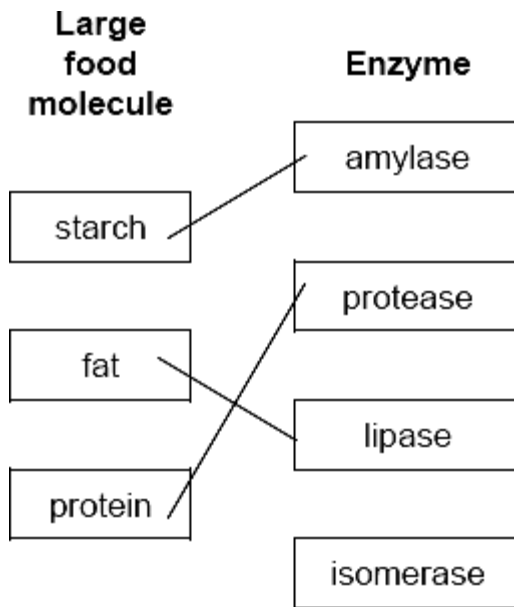 Large
food
molecule
Enzyme
starch
fat
protein
amylase
protease
lipase
isomerase